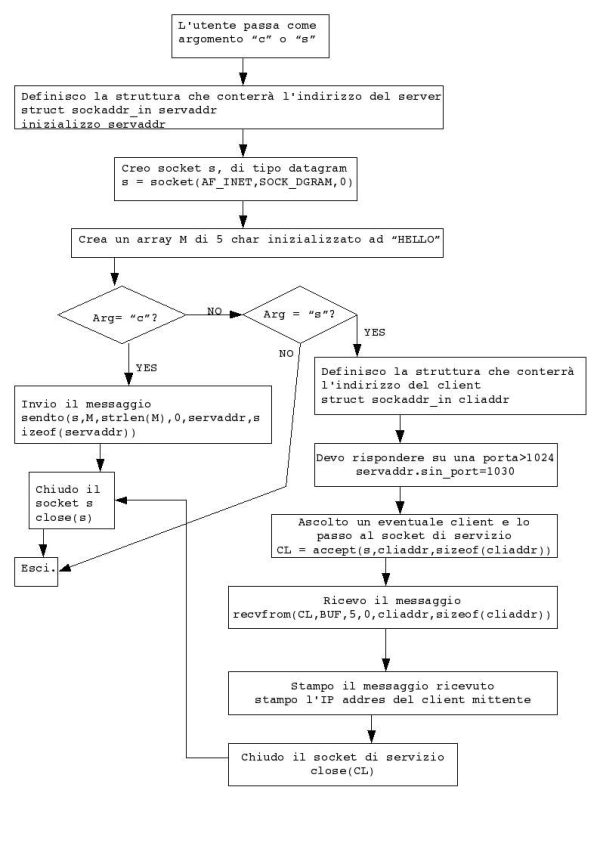 L'utente passa come
argomento “c” o “s”
Definisco la struttura che conterrà l'indirizzo del server
struct sockaddr_in servaddr
inizializzo servaddr
Creo socket s, di tipo datagram
s = socket(AF_INET,SOCK_DGRAM,0)
Crea un array M di 5 char inizializzato ad “HELLO”
Arg= “c”?
NO
Arg = “s”?
YES
NO
YES
Definisco la struttura che conterrà
l'indirizzo del client
struct sockaddr_in cliaddr
Invio il messaggio
sendto(s,M,strlen(M),0,servaddr,s
izeof(servaddr))
Devo rispondere su una porta>1024
servaddr.sin_port=1030
Chiudo il
socket s
close(s)
Ascolto un eventuale client e lo
passo al socket di servizio
CL = accept(s,cliaddr,sizeof(cliaddr))
Esci.
Ricevo il messaggio
recvfrom(CL,BUF,5,0,cliaddr,sizeof(cliaddr))
Stampo il messaggio ricevuto
stampo l'IP addres del client mittente
Chiudo il socket di servizio
close(CL)